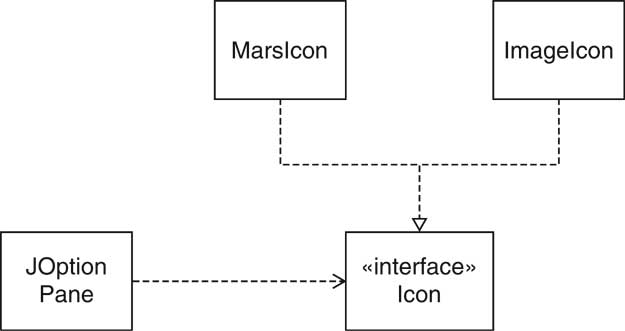 MarsIcon
ImageIcon
JOption
Pane
«interface»
Icon